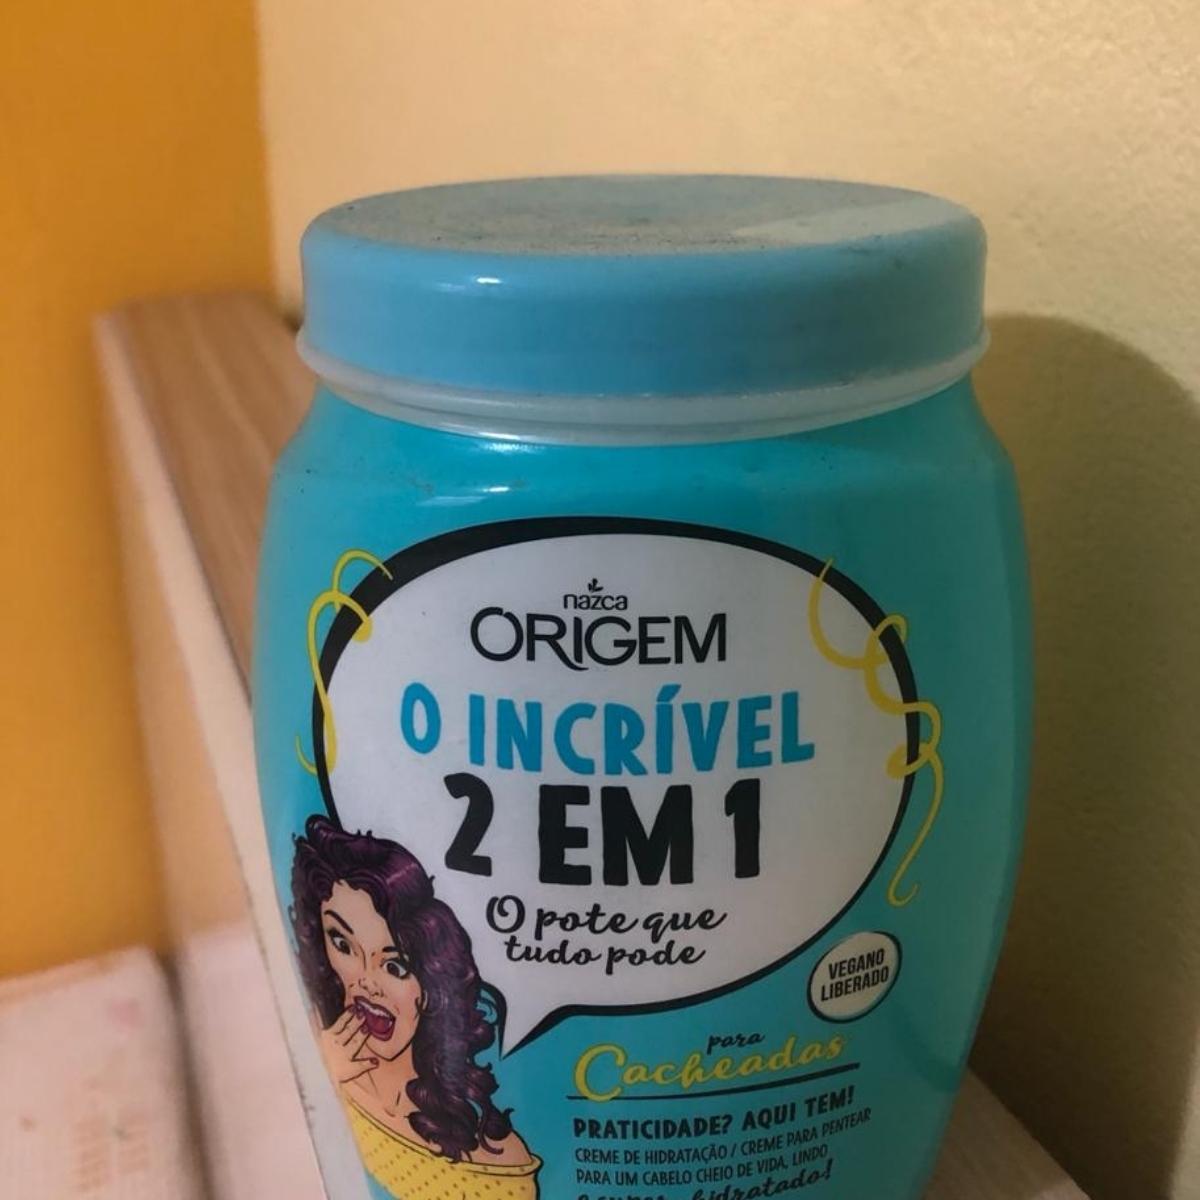 nazca
ORIGEM
O INCRÍVEL
2 EM 1
O pote que
tudo pode
VEGANO
LIBERADO
para
Cacheadas
PRATICIDADE? AQUI TEM!
CREME DE HIDRATAÇÃO / CREME PARA PENTEAR
PARA UM CABELO CHEIO DE VIDA, LINDO
hidratado!